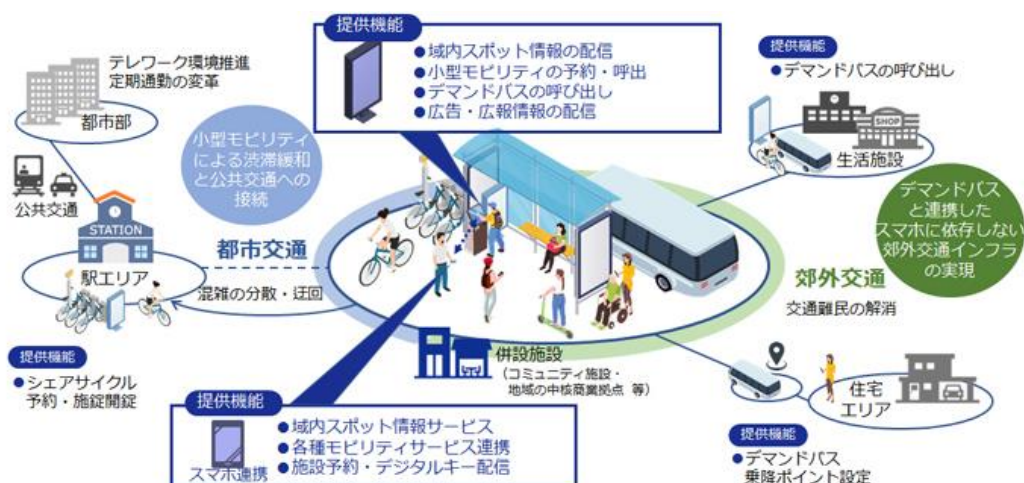 提供機能
●域内スポット情報の配信
●小型モビリティの予約・呼出
●デマンドバスの呼び出し
●広告・広報情報の配信
テレワーク環境推進
定期通勤の変革
都市部
小型モビリティ
による渋滞緩和
と公共交通への
接続
公共交通
STATION
駅エリア
都市交通
混雑の分散・迂回
提供機能
●シェアサイクル
予約・施錠開錠
提供機能
●デマンドバスの呼び出し
SHOP
生活施設
デマンドバス
と連携した
スマホに依存しない
郊外交通インフラ
の実現
郊外交通
交通難民の解消
併設施設
（コミュニティ施設・
地域の中核商業拠点 等）
提供機能
●域内スポット情報サービス
●各種モビリティサービス連携
●施設予約・デジタルキー配信
スマホ連携
住宅
エリア
提供機能
●デマンドバス
乗降ポイント設定